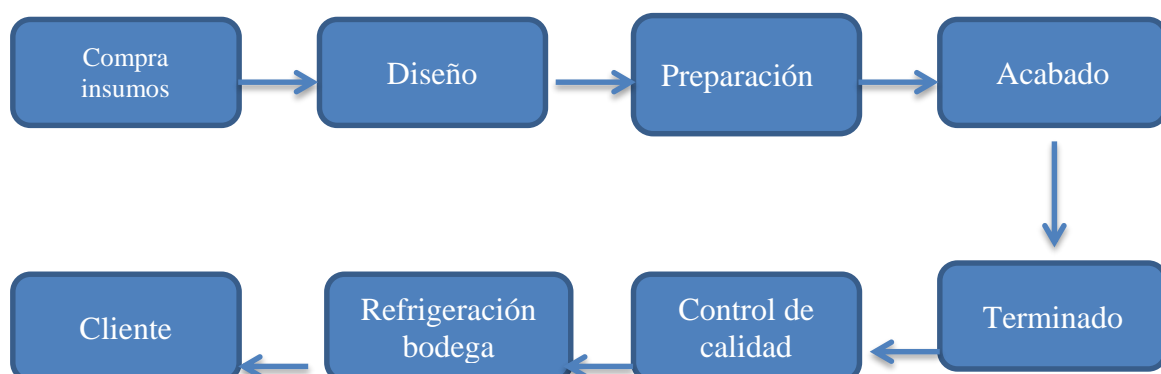 Compra
insumos
Diseño
Preparación
Acabado
Terminado
Control de
calidad
Refrigeración
bodega
Cliente